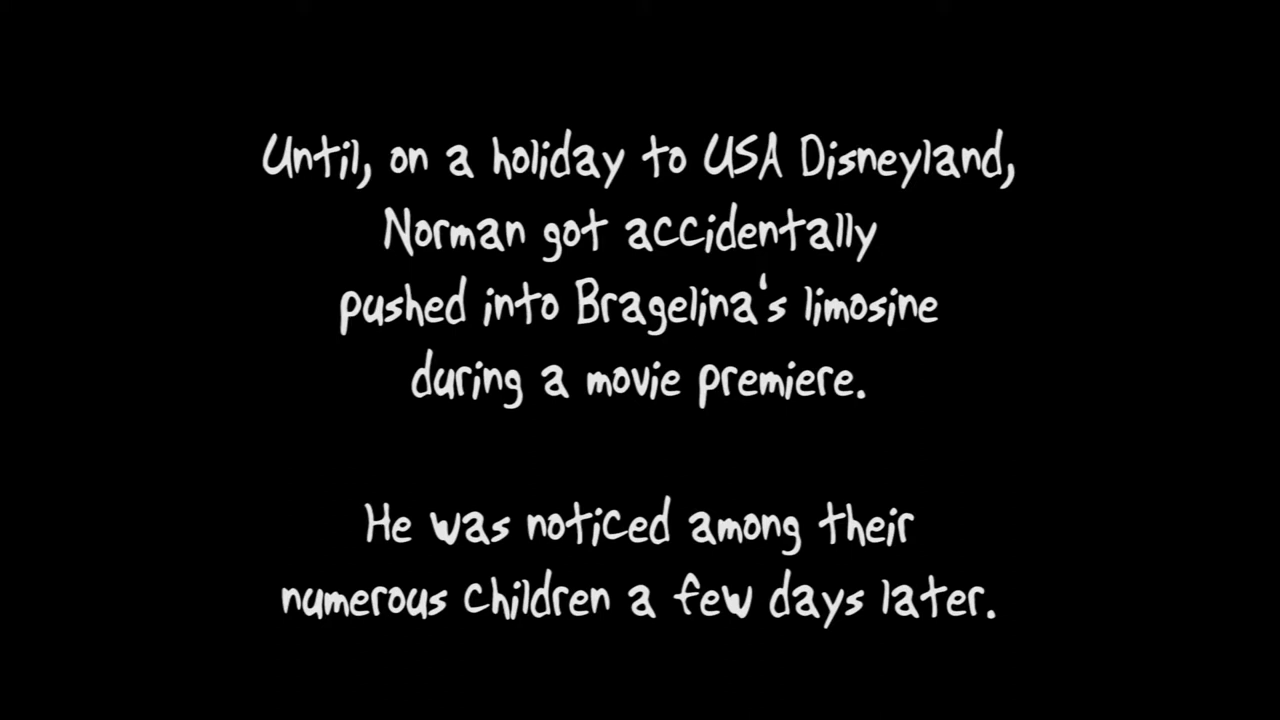 Until, on a holiday to USA Disneyland,
Norman got accidentally
pushed into Bragelina's limosine
during a movie premiere.
He was noticed among their
numerous children a few days later.